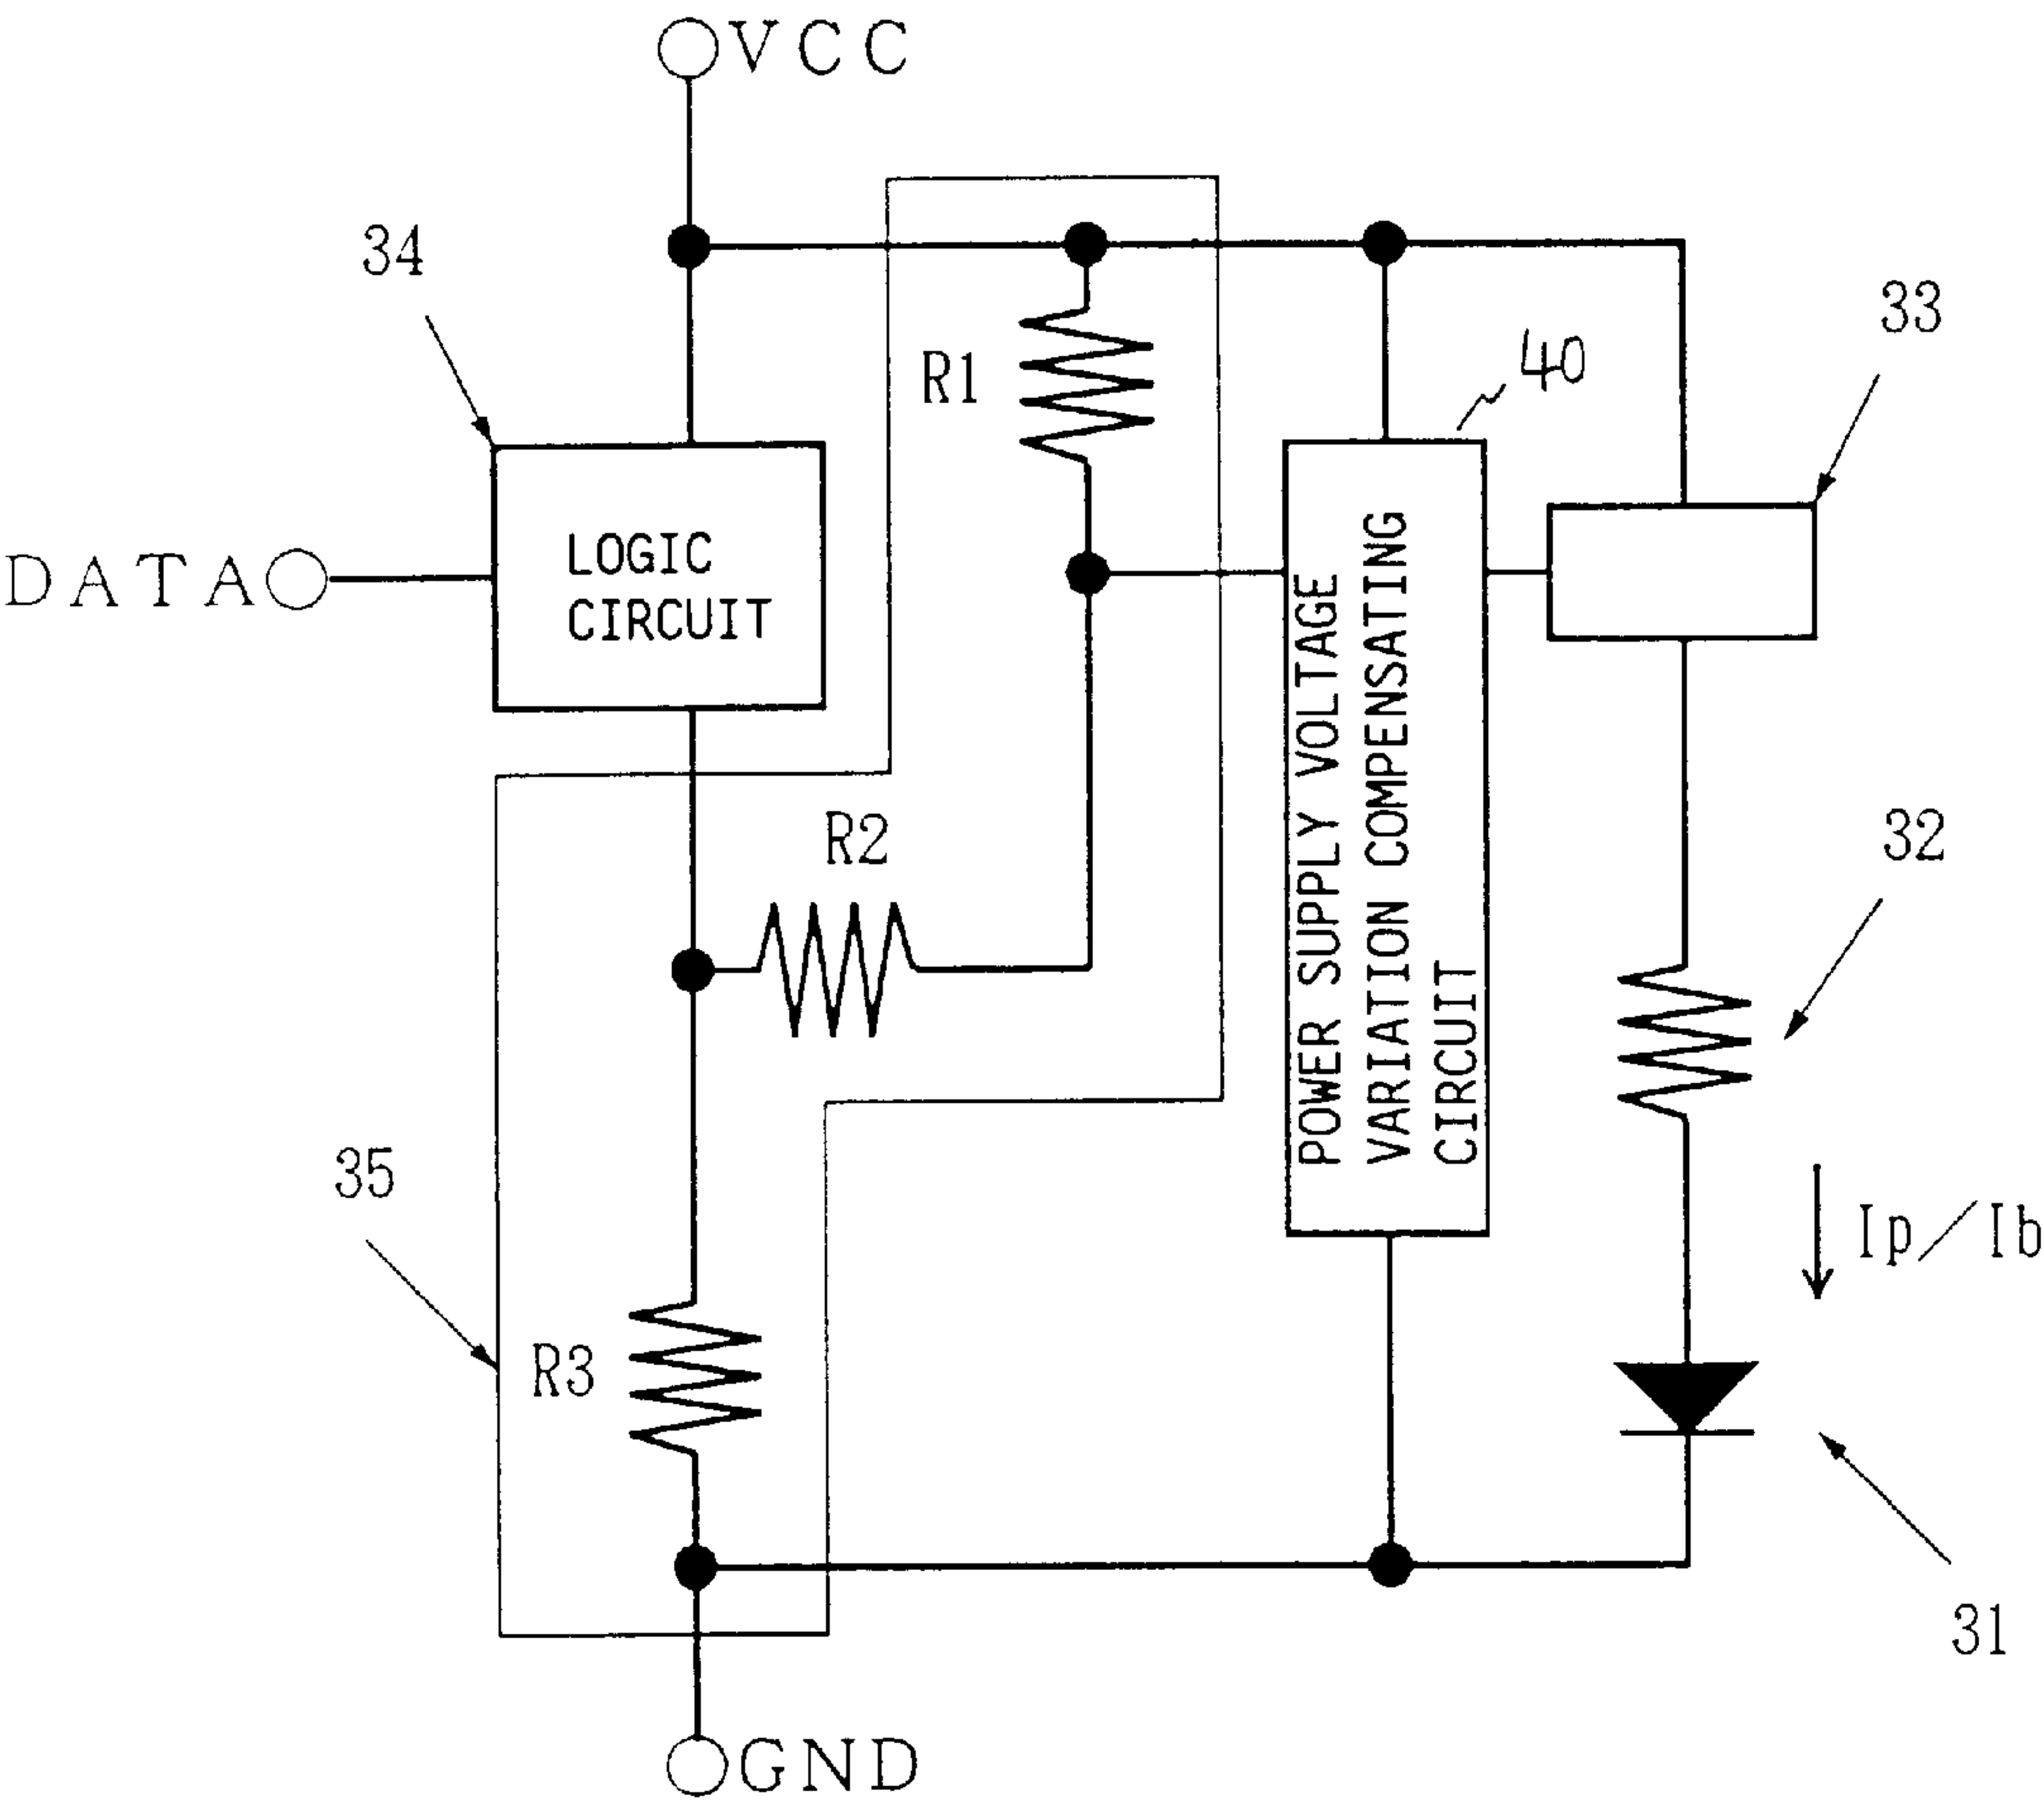 VCC
34
33
R1
40
DATA
LOGIC
CIRCUIT
POWER SUPPLY VOLTAGE
VARIATION COMPENSATING
CIRCUIT
R2
32
35
Ip/Ib
R3
31
GND